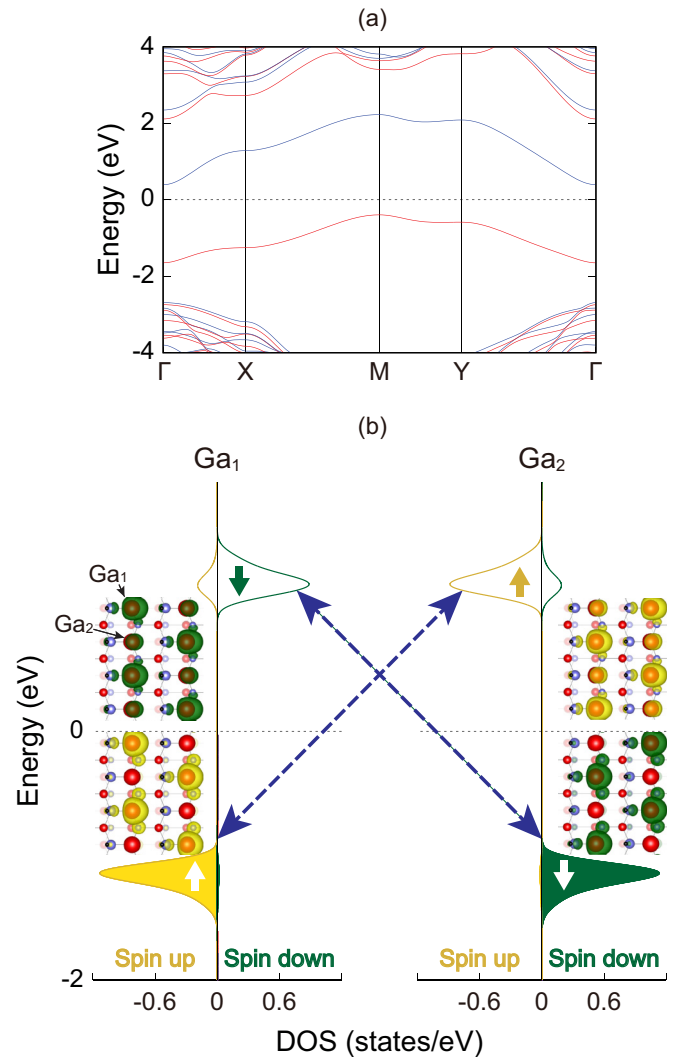 (a)
4
2
0
-2
-4
Energy (eV)
Γ X M Y Γ
(b)
Ga₁ Ga₂
Ga₁
Ga₂
0
-2
Energy (eV)
Spin up Spin down Spin up Spin down
-0.6 0 0.6 -0.6 0 0.6
DOS (states/eV)